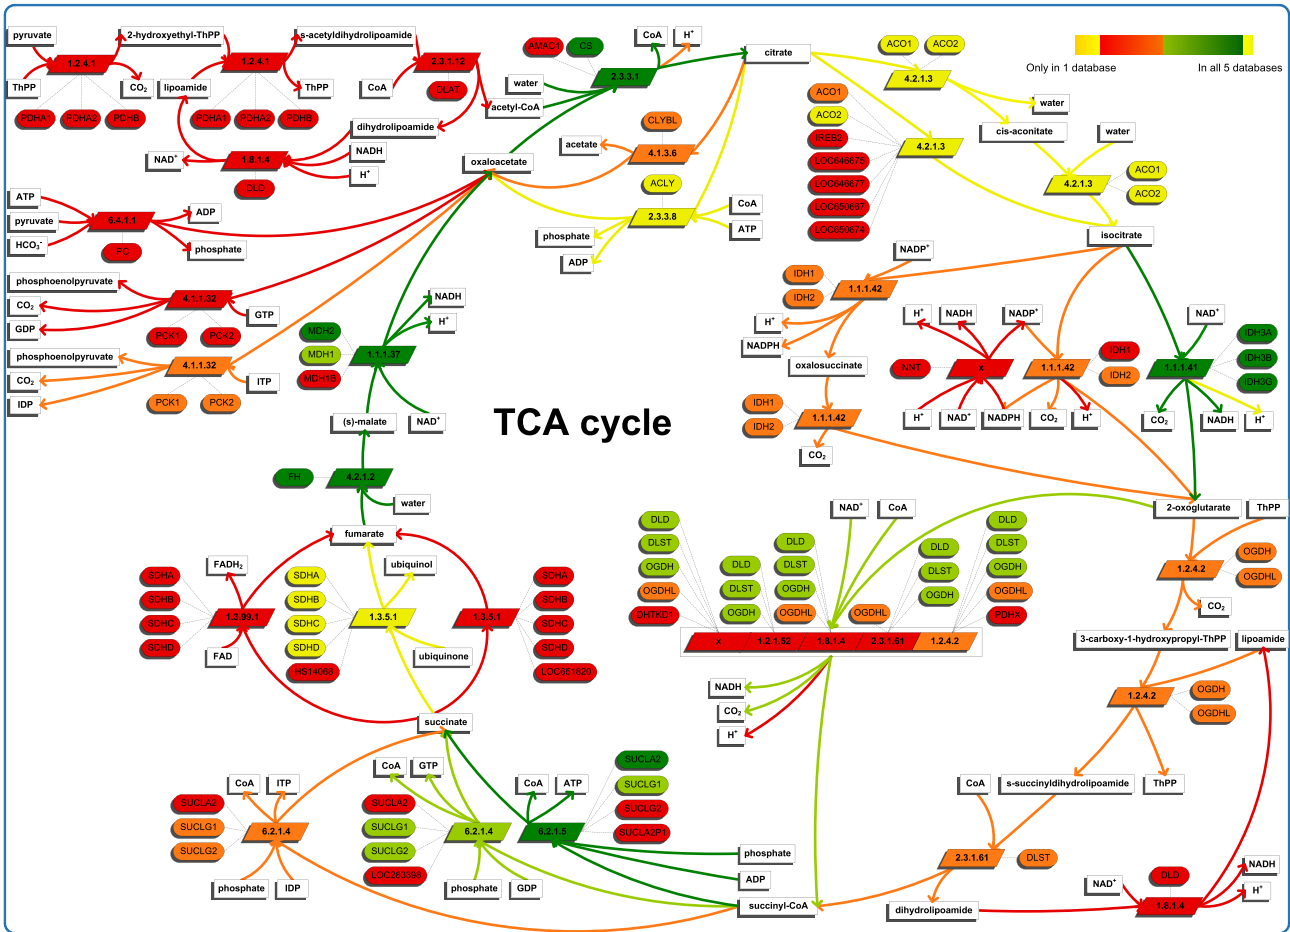 pyruvate
2-hydroxyethyl-ThPP
s-acetyldihydrolipoamide
1.2.4.1
1.2.4.1
2.3.1.12
ThPP
CO2
lipoamide
ThPP
CoA
DLAT
PDHA1
PDHA2
PDHB
PDHA1
PDHA2
PDHB
acetyl-CoA
dihydrolipoamide
NAD+
1.8.1.4
NADH
H+
DLD
AMAC1
CS
CoA
H+
citrate
2.3.3.1
water
CLYBL
acetate
4.1.3.6
oxaloacetate
ACLY
2.3.3.8
CoA
ATP
phosphate
ADP
ACO1
ACO2
4.2.1.3
water
cis-aconitate
water
ACO1
ACO2
IREB2
LOC646675
LOC646677
LOC650667
LOC650674
4.2.1.3
4.2.1.3
ACO1
ACO2
isocitrate
Only in 1 database
In all 5 databases
ATP
pyruvate
HCO3-
6.4.1.1
ADP
phosphate
PC
phosphoenolpyruvate
CO2
GDP
4.1.1.32
GTP
PCK1
PCK2
phosphoenolpyruvate
CO2
IDP
4.1.1.32
ITP
PCK1
PCK2
NADH
H+
MDH2
MDH1
MDH1B
1.1.1.37
(s)-malate
NAD+
TCA cycle
NADP+
IDH1
IDH2
1.1.1.42
H+
NADPH
oxalosuccinate
IDH1
IDH2
1.1.1.42
CO2
H+
NADH
NADP+
NNT
x
1.1.1.42
IDH1
IDH2
H+
NAD+
NADPH
CO2
H+
NAD+
1.1.1.41
IDH3A
IDH3B
IDH3G
CO2
NADH
H+
FH
4.2.1.2
water
fumarate
FADH2
ubiquinol
SDHA
SDHB
SDHC
SDHD
1.3.99.1
FAD
SDHA
SDHB
SDHC
SDHD
HS14068
1.3.5.1
ubiquinone
1.3.5.1
SDHA
SDHB
SDHC
SDHD
LOC651820
succinate
NAD+
CoA
2-oxoglutarate
ThPP
DLD
DLST
OGDH
OGDHL
DHTKD1
DLD
DLST
OGDH
DLD
DLST
OGDH
OGDHL
OGDHL
DLD
DLST
OGDH
DLD
DLST
OGDH
OGDHL
PDHX
x
1.2.1.52
1.8.1.4
2.3.1.61
1.2.4.2
NADH
CO2
H+
1.2.4.2
OGDH
OGDHL
CO2
3-carboxy-1-hydroxypropyl-ThPP
lipoamide
1.2.4.2
OGDH
OGDHL
CoA
s-succinyldihydrolipoamide
ThPP
2.3.1.61
DLST
dihydrolipoamide
NAD+
DLD
1.8.1.4
NADH
H+
CoA
ITP
SUCLA2
SUCLG1
SUCLG2
6.2.1.4
phosphate
IDP
CoA
GTP
SUCLA2
SUCLG1
SUCLG2
LOC283398
6.2.1.4
phosphate
GDP
CoA
ATP
6.2.1.5
SUCLA2
SUCLG1
SUCLG2
SUCLA2P1
phosphate
ADP
succinyl-CoA